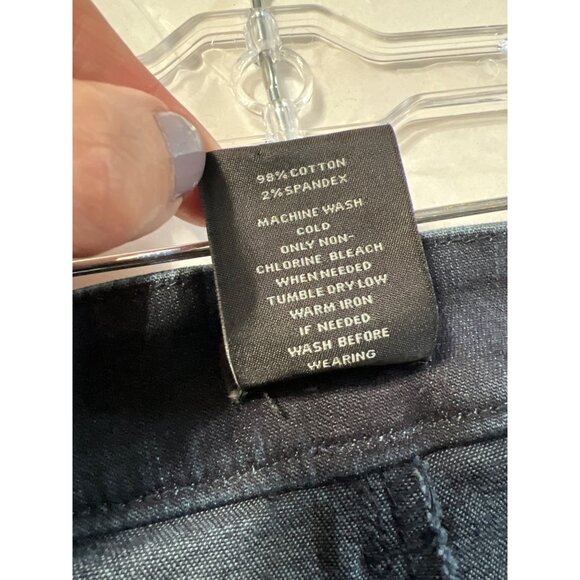 98% COTTON
2% SPANDEX
MACHINE WASH
COLD
ONLY NON-
CHLORINE BLEACH
WHEN NEEDED
TUMBLE DRY LOW
WARM IRON
IF NEEDED
WASH BEFORE
WEARING